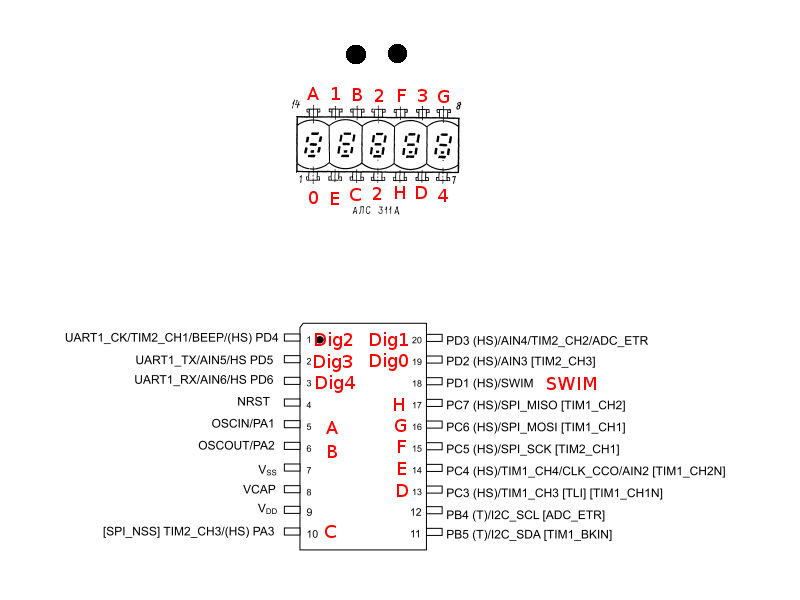 A 1 B 2 F 3 G
14 8
1 7
0 E C 2 H D 4
АЛС 311А
UART1_CK/TIM2_CH1/BEEP/(HS) PD4 1 Dig2 Dig1 20 PD3 (HS)/AIN4/TIM2_CH2/ADC_ETR
UART1_TX/AIN5/HS PD5 2 Dig3 Dig0 19 PD2 (HS)/AIN3 [TIM2_CH3]
UART1_RX/AIN6/HS PD6 3 Dig4 18 PD1 (HS)/SWIM SWIM
NRST 4 H 17 PC7 (HS)/SPI_MISO [TIM1_CH2]
OSCIN/PA1 5 A G 16 PC6 (HS)/SPI_MOSI [TIM1_CH1]
OSCOUT/PA2 6 B F 15 PC5 (HS)/SPI_SCK [TIM2_CH1]
VSS 7 E 14 PC4 (HS)/TIM1_CH4/CLK_CCO/AIN2 [TIM1_CH2N]
VCAP 8 D 13 PC3 (HS)/TIM1_CH3 [TLI] [TIM1_CH1N]
VDD 9 12 PB4 (T)/I2C_SCL [ADC_ETR]
[SPI_NSS] TIM2_CH3/(HS) PA3 10 C 11 PB5 (T)/I2C_SDA [TIM1_BKIN]